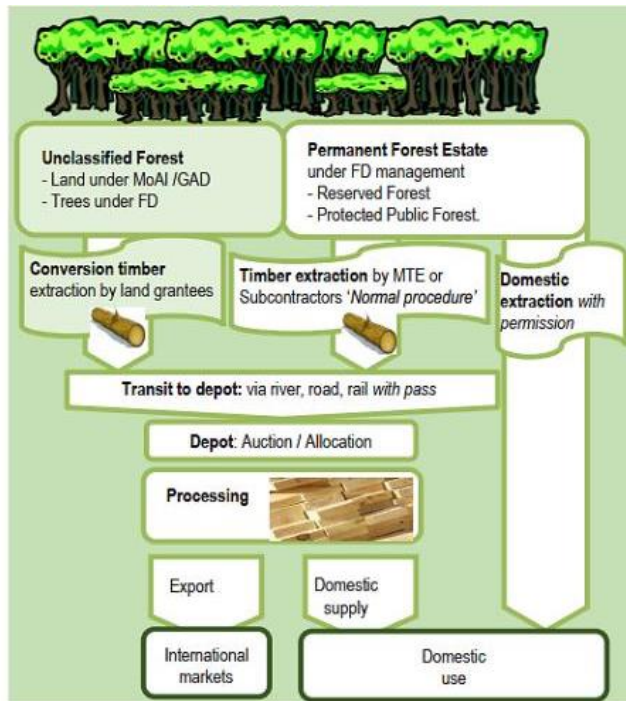 Unclassified Forest
- Land under MoAI /GAD
- Trees under FD
Permanent Forest Estate
under FD management
- Reserved Forest
- Protected Public Forest.
Conversion timber
extraction by land grantees
Timber extraction by MTE or
Subcontractors ‘Normal procedure’
Domestic
extraction with
permission
Transit to depot: via river, road, rail with pass
Depot: Auction / Allocation
Processing
Export
Domestic
supply
International
markets
Domestic
use